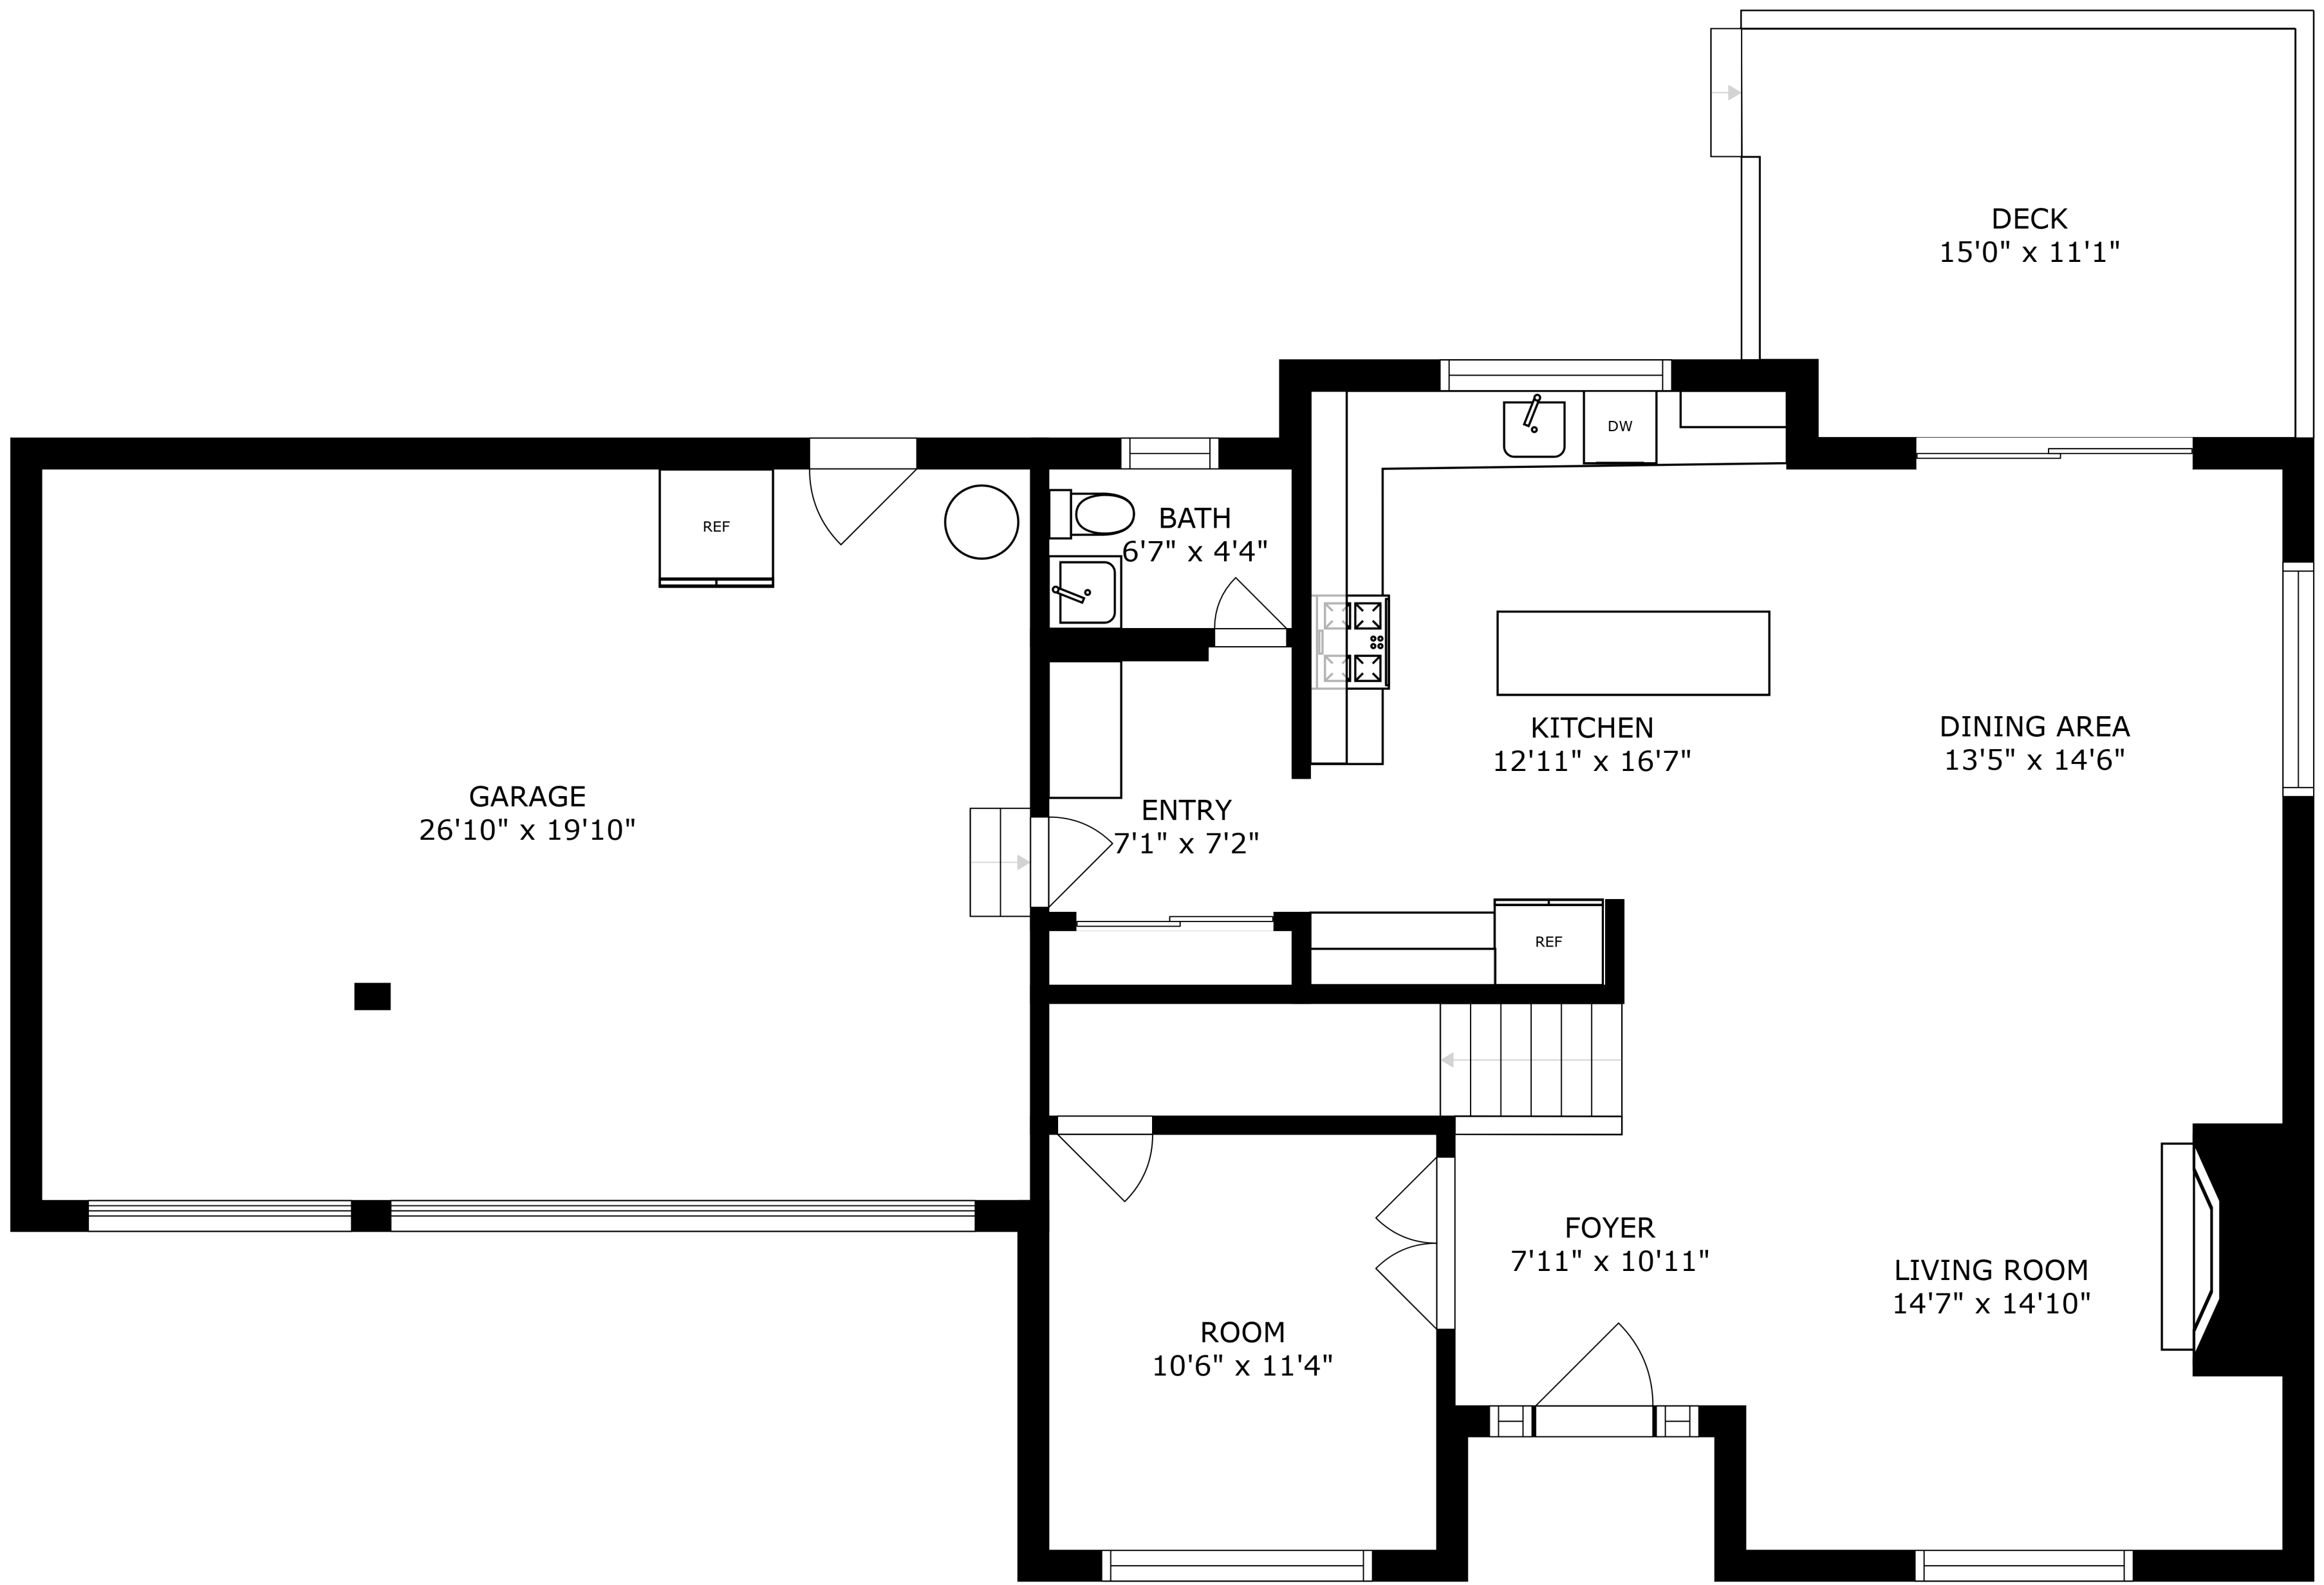 DECK
15'0" x 11'1"
DW
REF
BATH
6'7" x 4'4"
KITCHEN
12'11" x 16'7"
DINING AREA
13'5" x 14'6"
GARAGE
26'10" x 19'10"
ENTRY
7'1" x 7'2"
REF
FOYER
7'11" x 10'11"
LIVING ROOM
14'7" x 14'10"
ROOM
10'6" x 11'4"